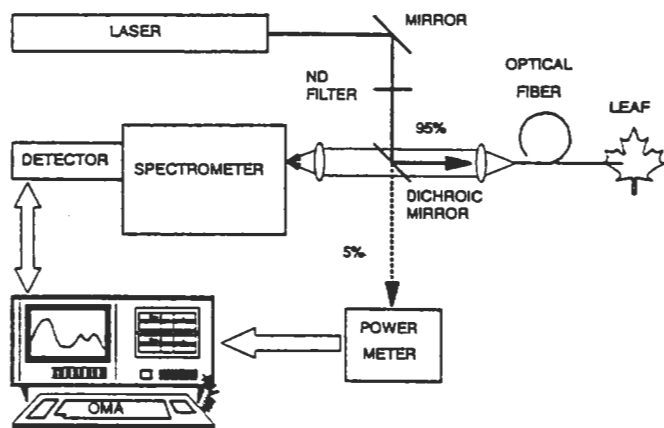 LASER
MIRROR
ND
FILTER
OPTICAL
FIBER
LEAF
95%
DETECTOR
SPECTROMETER
DICHROIC
MIRROR
5%
POWER
METER
OMA